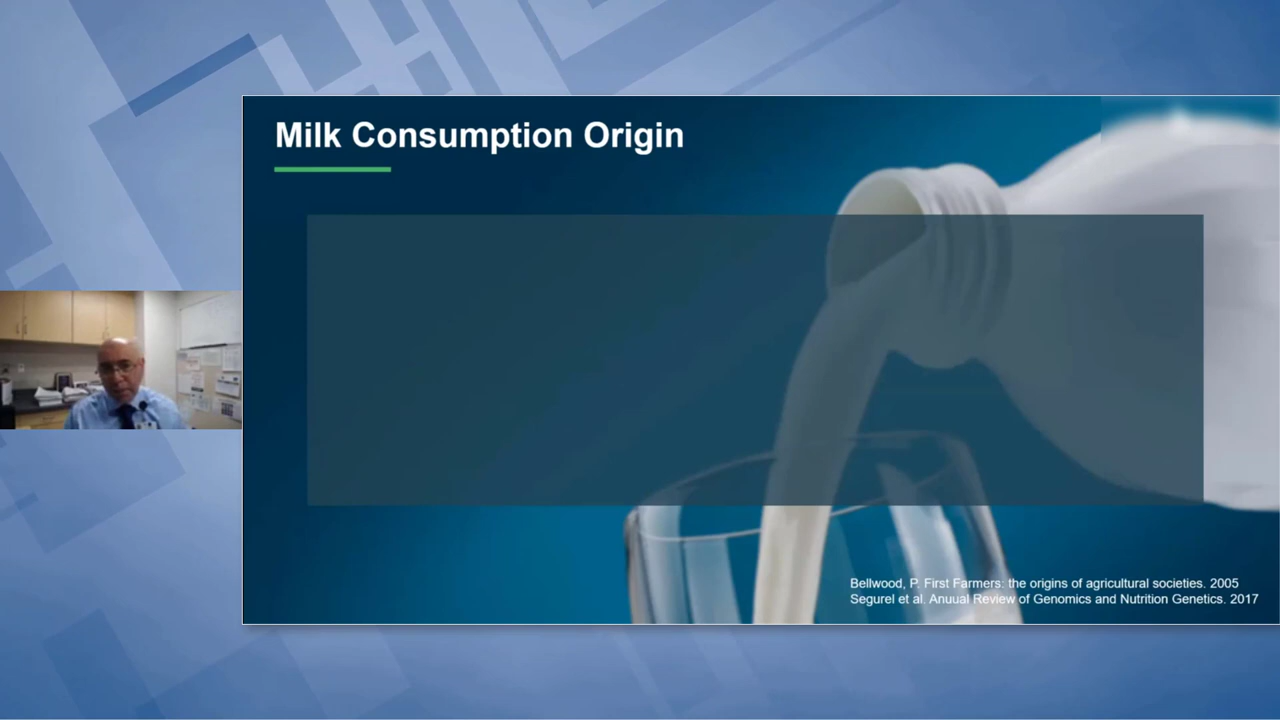 Milk Consumption Origin
Bellwood, P. First Farmers: the origins of agricultural societies. 2005
Segurel et al. Anuual Review of Genomics and Nutrition Genetics. 2017